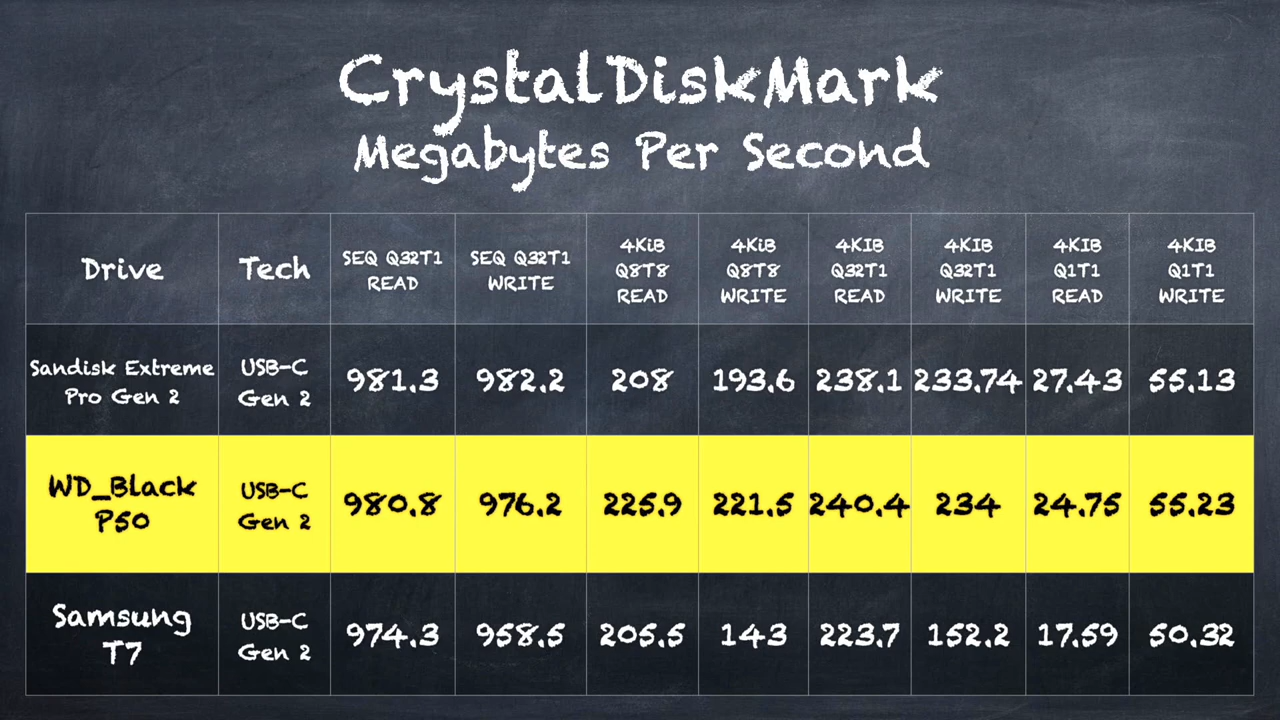 CrystalDiskMark
Megabytes Per Second
Drive
Tech
SEQ Q32T1
READ
SEQ Q32T1
WRITE
4KiB
Q8T8
READ
4KiB
Q8T8
WRITE
4KIB
Q32T1
READ
4KIB
Q32T1
WRITE
4KIB
Q1T1
READ
4KIB
Q1T1
WRITE
Sandisk Extreme
Pro Gen 2
USB-C
Gen 2
981.3
982.2
208
193.6
238.1
233.74
27.43
55.13
WD_Black
P50
USB-C
Gen 2
980.8
976.2
225.9
221.5
240.4
234
24.75
55.23
Samsung
T7
USB-C
Gen 2
974.3
958.5
205.5
143
223.7
152.2
17.59
50.32